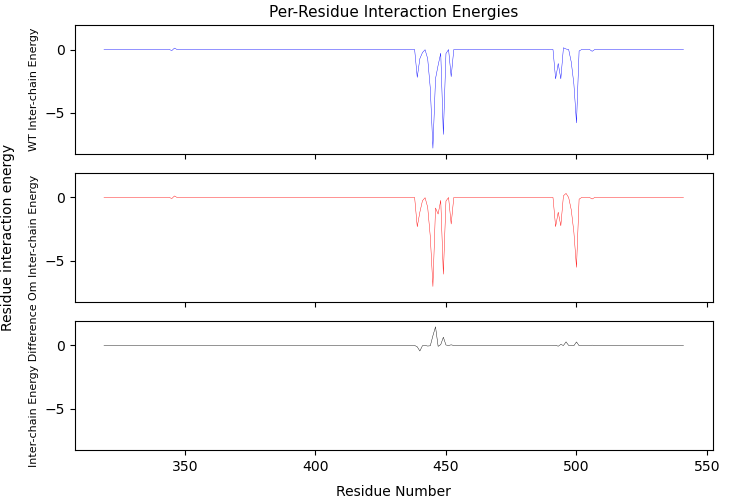 Per-Residue Interaction Energies
Residue interaction energy
WT Inter-chain Energy
0
−5
Om Inter-chain Energy
0
−5
Inter-chain Energy Difference
0
−5
350
400
450
500
550
Residue Number